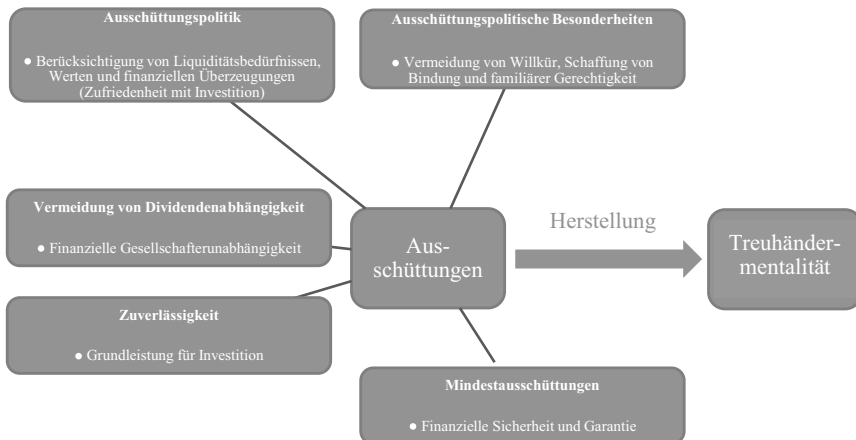 Ausschüttungspolitik
● Berücksichtigung von Liquiditätsbedürfnissen,
Werten und finanziellen Überzeugungen
(Zufriedenheit mit Investition)
Ausschüttungspolitische Besonderheiten
● Vermeidung von Willkür, Schaffung von
Bindung und familiärer Gerechtigkeit
Vermeidung von Dividendenabhängigkeit
● Finanzielle Gesellschafterunabhängigkeit
Aus-
schüttungen
Herstellung
Treuhänder-
mentalität
Zuverlässigkeit
● Grundleistung für Investition
Mindestausschüttungen
● Finanzielle Sicherheit und Garantie